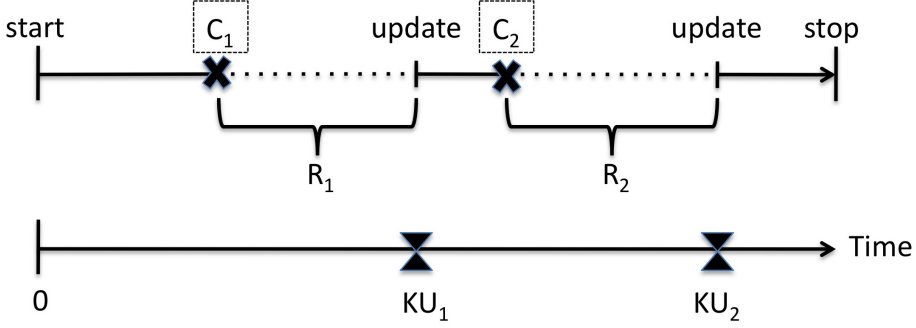 start C₁ update C₂ update stop
R₁ R₂
Time
0 KU₁ KU₂